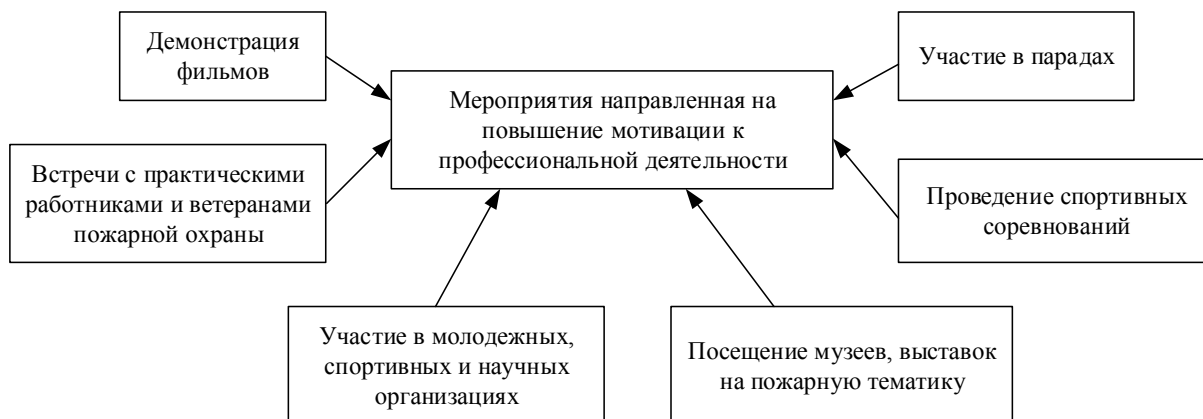 Демонстрация
фильмов
Участие в парадах
Мероприятия направленная на
повышение мотивации к
профессиональной деятельности
Встречи с практическими
работниками и ветеранами
пожарной охраны
Проведение спортивных
соревнований
Участие в молодежных,
спортивных и научных
организациях
Посещение музеев, выставок
на пожарную тематику